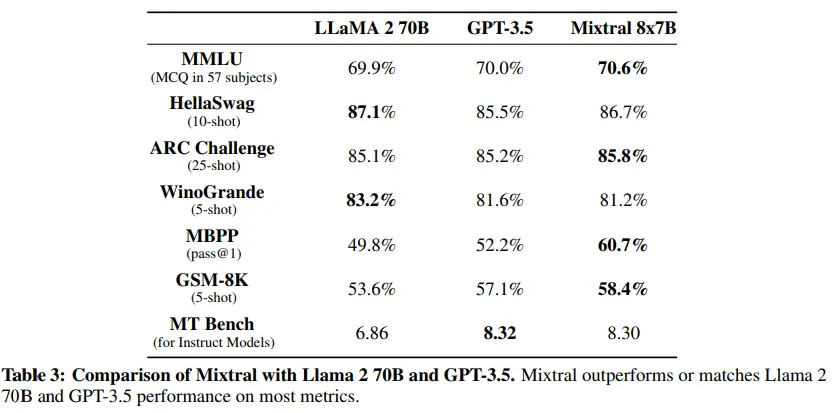 LLaMA 2 70B GPT-3.5 Mixtral 8x7B
MMLU
(MCQ in 57 subjects) 69.9% 70.0% 70.6%
HellaSwag
(10-shot) 87.1% 85.5% 86.7%
ARC Challenge
(25-shot) 85.1% 85.2% 85.8%
WinoGrande
(5-shot) 83.2% 81.6% 81.2%
MBPP
(pass@1) 49.8% 52.2% 60.7%
GSM-8K
(5-shot) 53.6% 57.1% 58.4%
MT Bench
(for Instruct Models) 6.86 8.32 8.30
Table 3: Comparison of Mixtral with Llama 2 70B and GPT-3.5. Mixtral outperforms or matches Llama 2
70B and GPT-3.5 performance on most metrics.